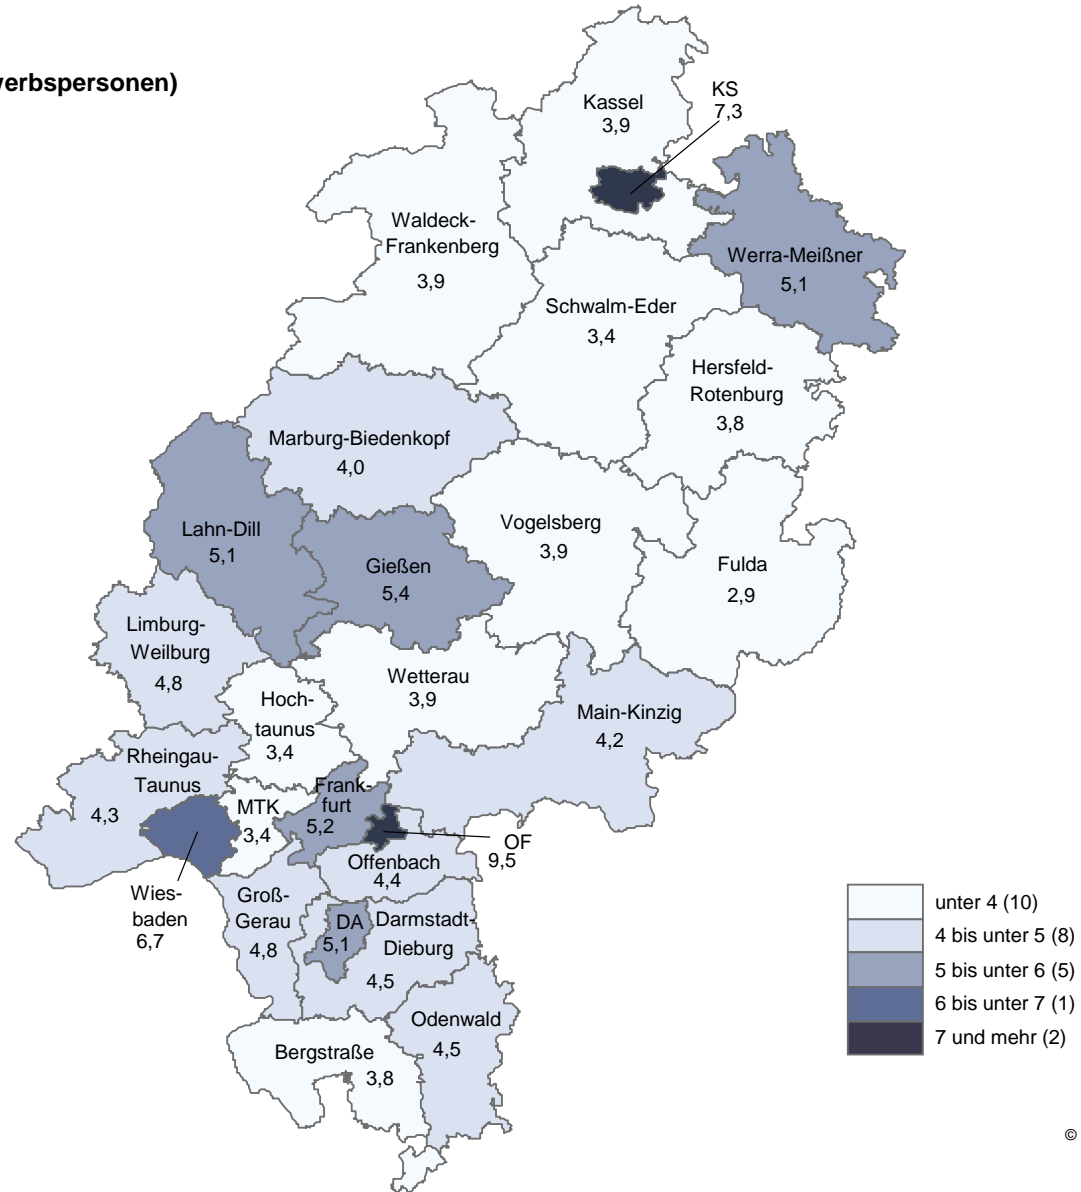 werbspersonen)
Kassel
3,9
KS
7,3
Waldeck-
Frankenberg
3,9
Werra-Meißner
5,1
Schwalm-Eder
3,4
Hersfeld-
Rotenburg
3,8
Marburg-Biedenkopf
4,0
Lahn-Dill
5,1
Gießen
5,4
Vogelsberg
3,9
Fulda
2,9
Limburg-
Weilburg
4,8
Wetterau
3,9
Hoch-
taunus
3,4
Main-Kinzig
4,2
Rheingau-
Taunus
4,3
MTK
3,4
Frank-
furt
5,2
OF
9,5
Offenbach
4,4
Wies-
baden
6,7
Groß-
Gerau
4,8
DA
5,1
Darmstadt-
Dieburg
4,5
Odenwald
4,5
Bergstraße
3,8
unter 4 (10)
4 bis unter 5 (8)
5 bis unter 6 (5)
6 bis unter 7 (1)
7 und mehr (2)
©